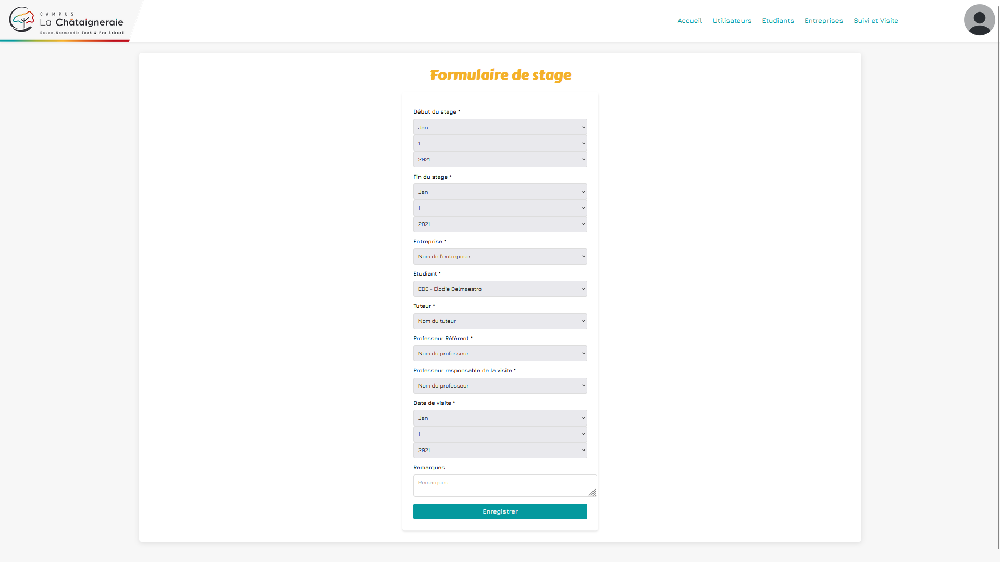 CAMPUS
La Châtaigneraie
Rouen-Normandie Tech & Pro School
Accueil
Utilisateurs
Etudiants
Entreprises
Suivi et Visite
Formulaire de stage
Début du stage *
Jan
1
2021
Fin du stage *
Jan
1
2021
Entreprise *
Nom de l'entreprise
Etudiant *
EDE - Elodie Delmaestro
Tuteur *
Nom du tuteur
Professeur Référent *
Nom du professeur
Professeur responsable de la visite *
Nom du professeur
Date de visite *
Jan
1
2021
Remarques
Remarques
Enregistrer